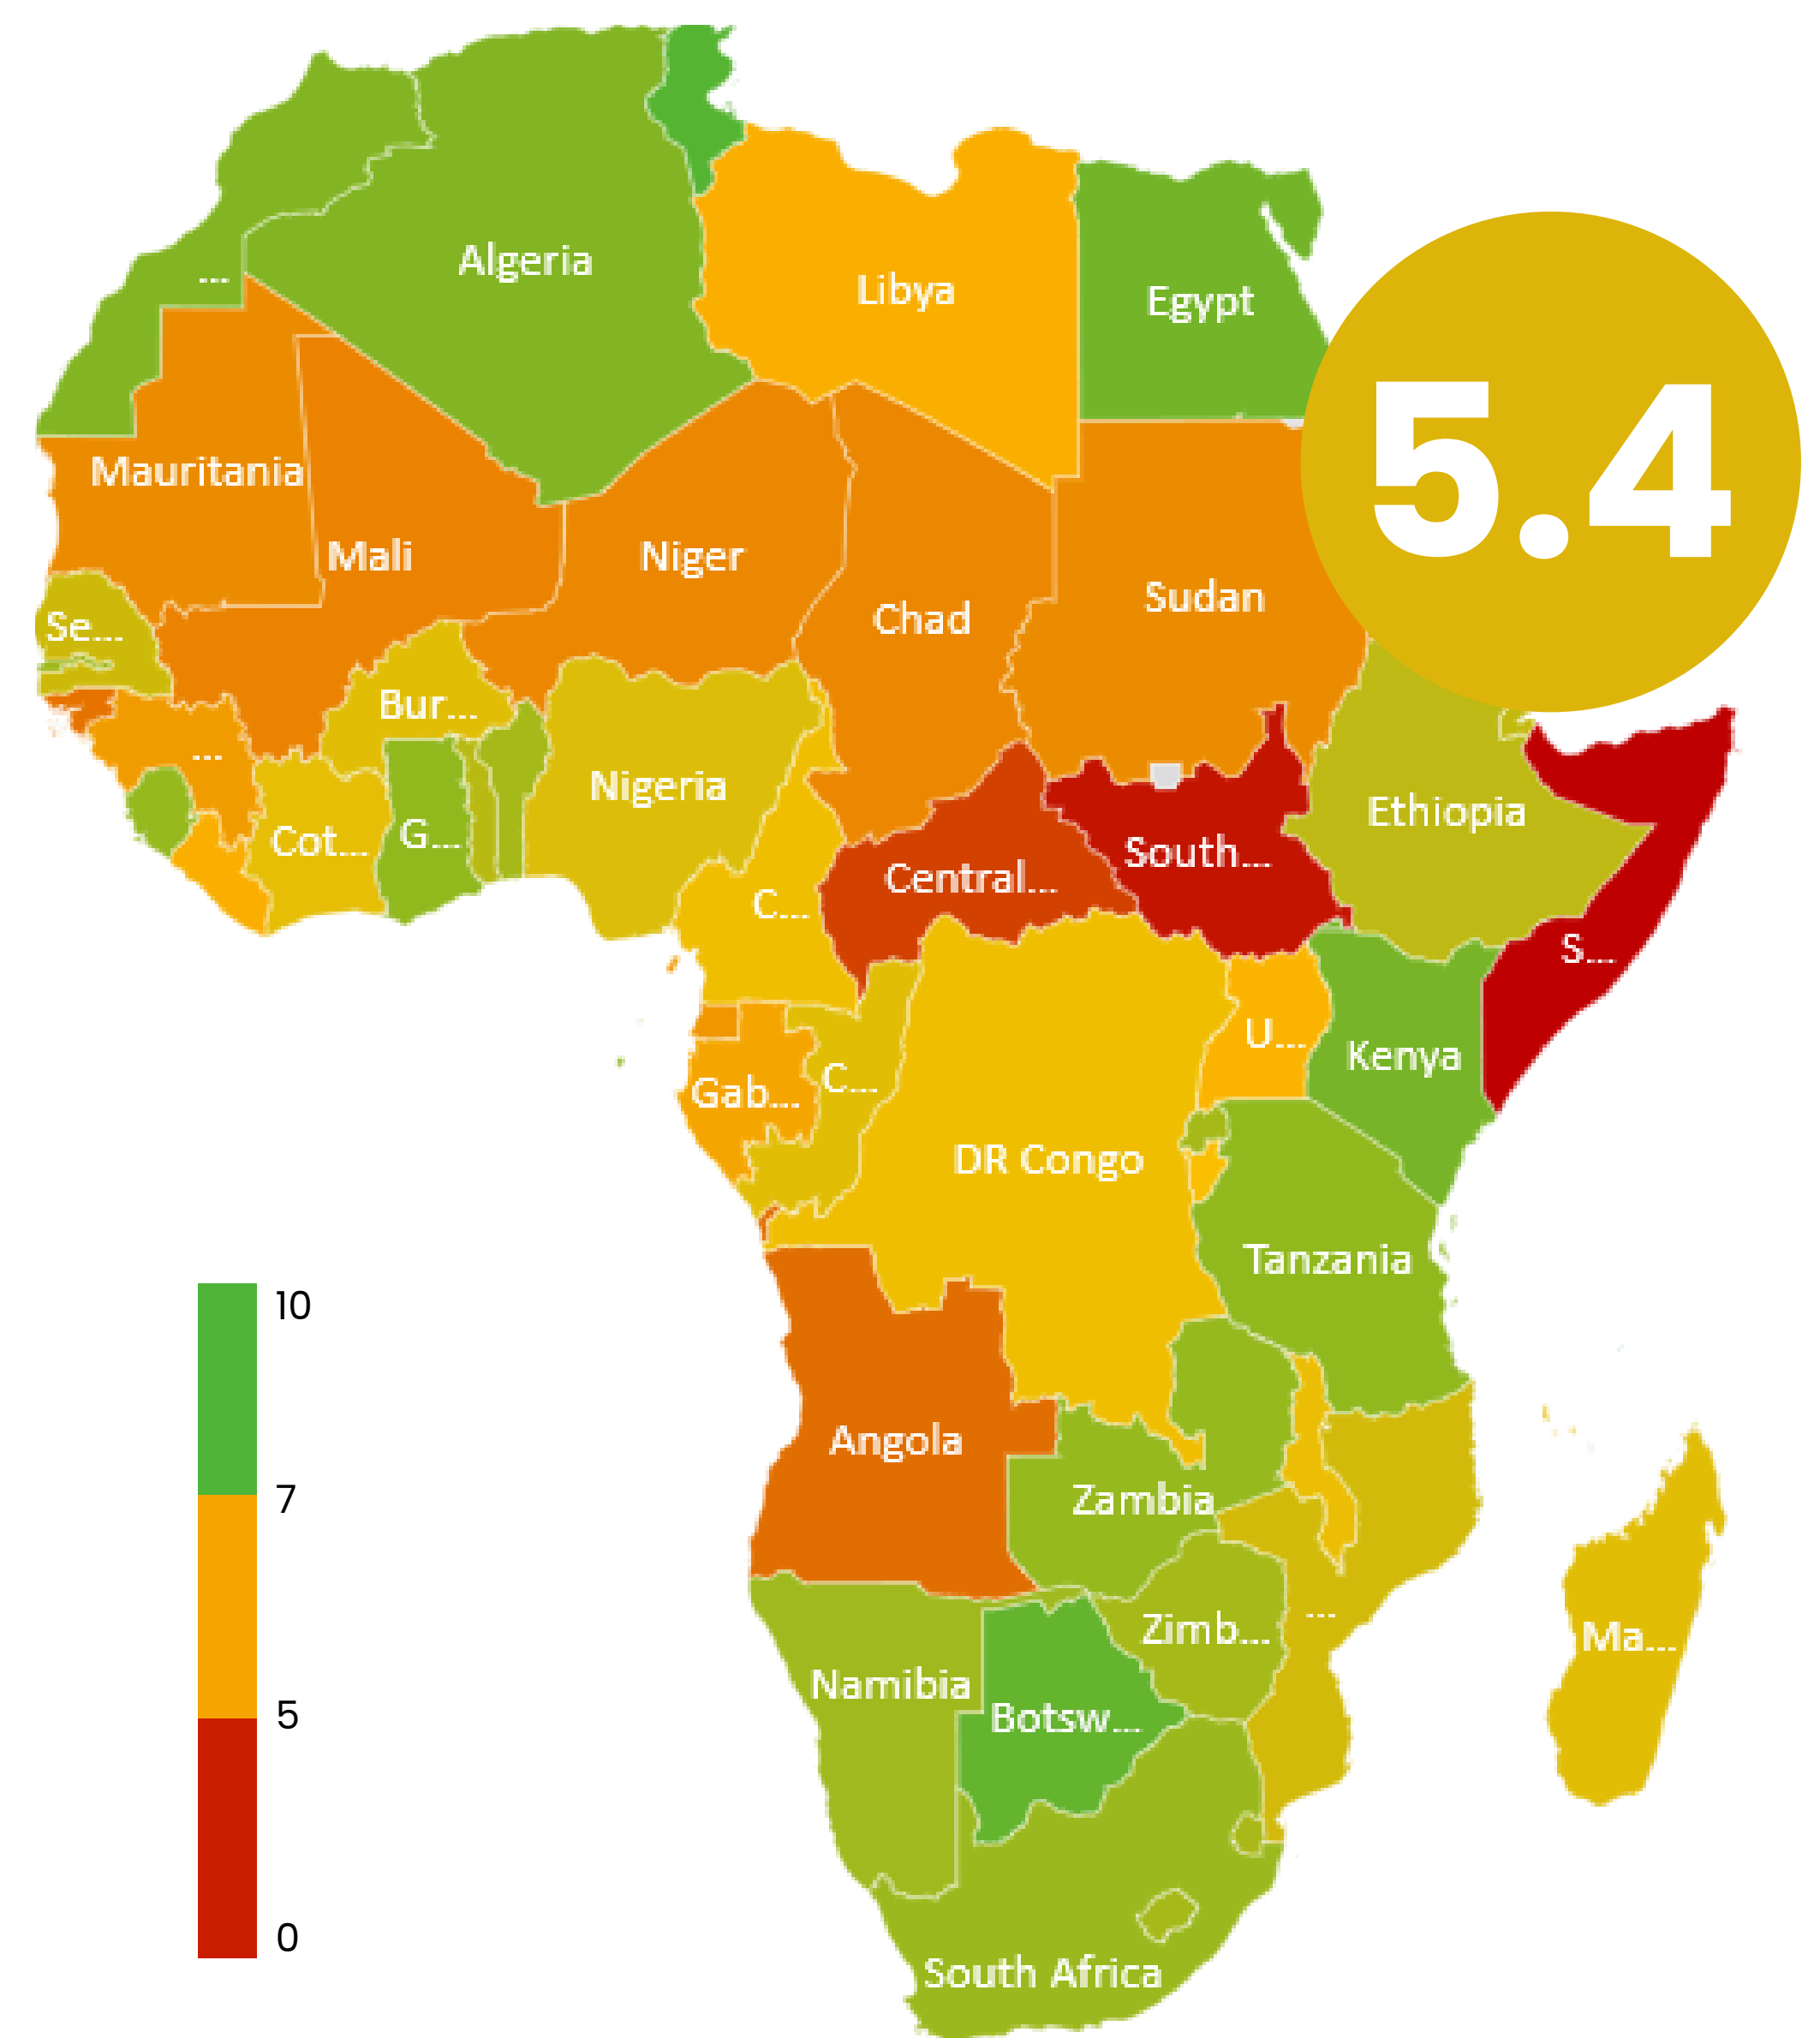 Algeria
Libya
Egypt
...
5.4
Mauritania
Mali
Niger
Sudan
Chad
Se...
Bur...
...
Nigeria
Ethiopia
Cot...
G...
South...
Central...
C...
S...
U...
Kenya
Gab...
C...
DR Congo
Tanzania
10
Angola
7
Zambia
...
Zimb...
Ma...
Namibia
5
Botsw...
0
South Africa